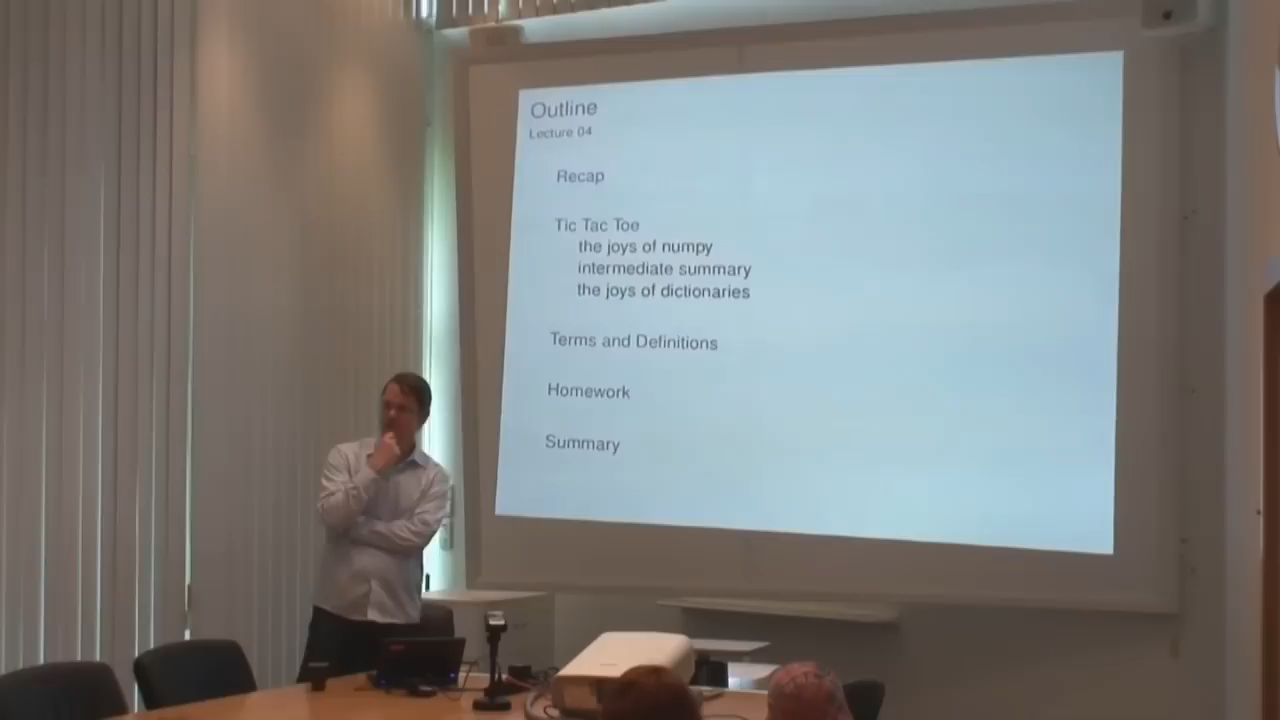 Outline
Lecture 04
Recap
Tic Tac Toe
the joys of numpy
intermediate summary
the joys of dictionaries
Terms and Definitions
Homework
Summary